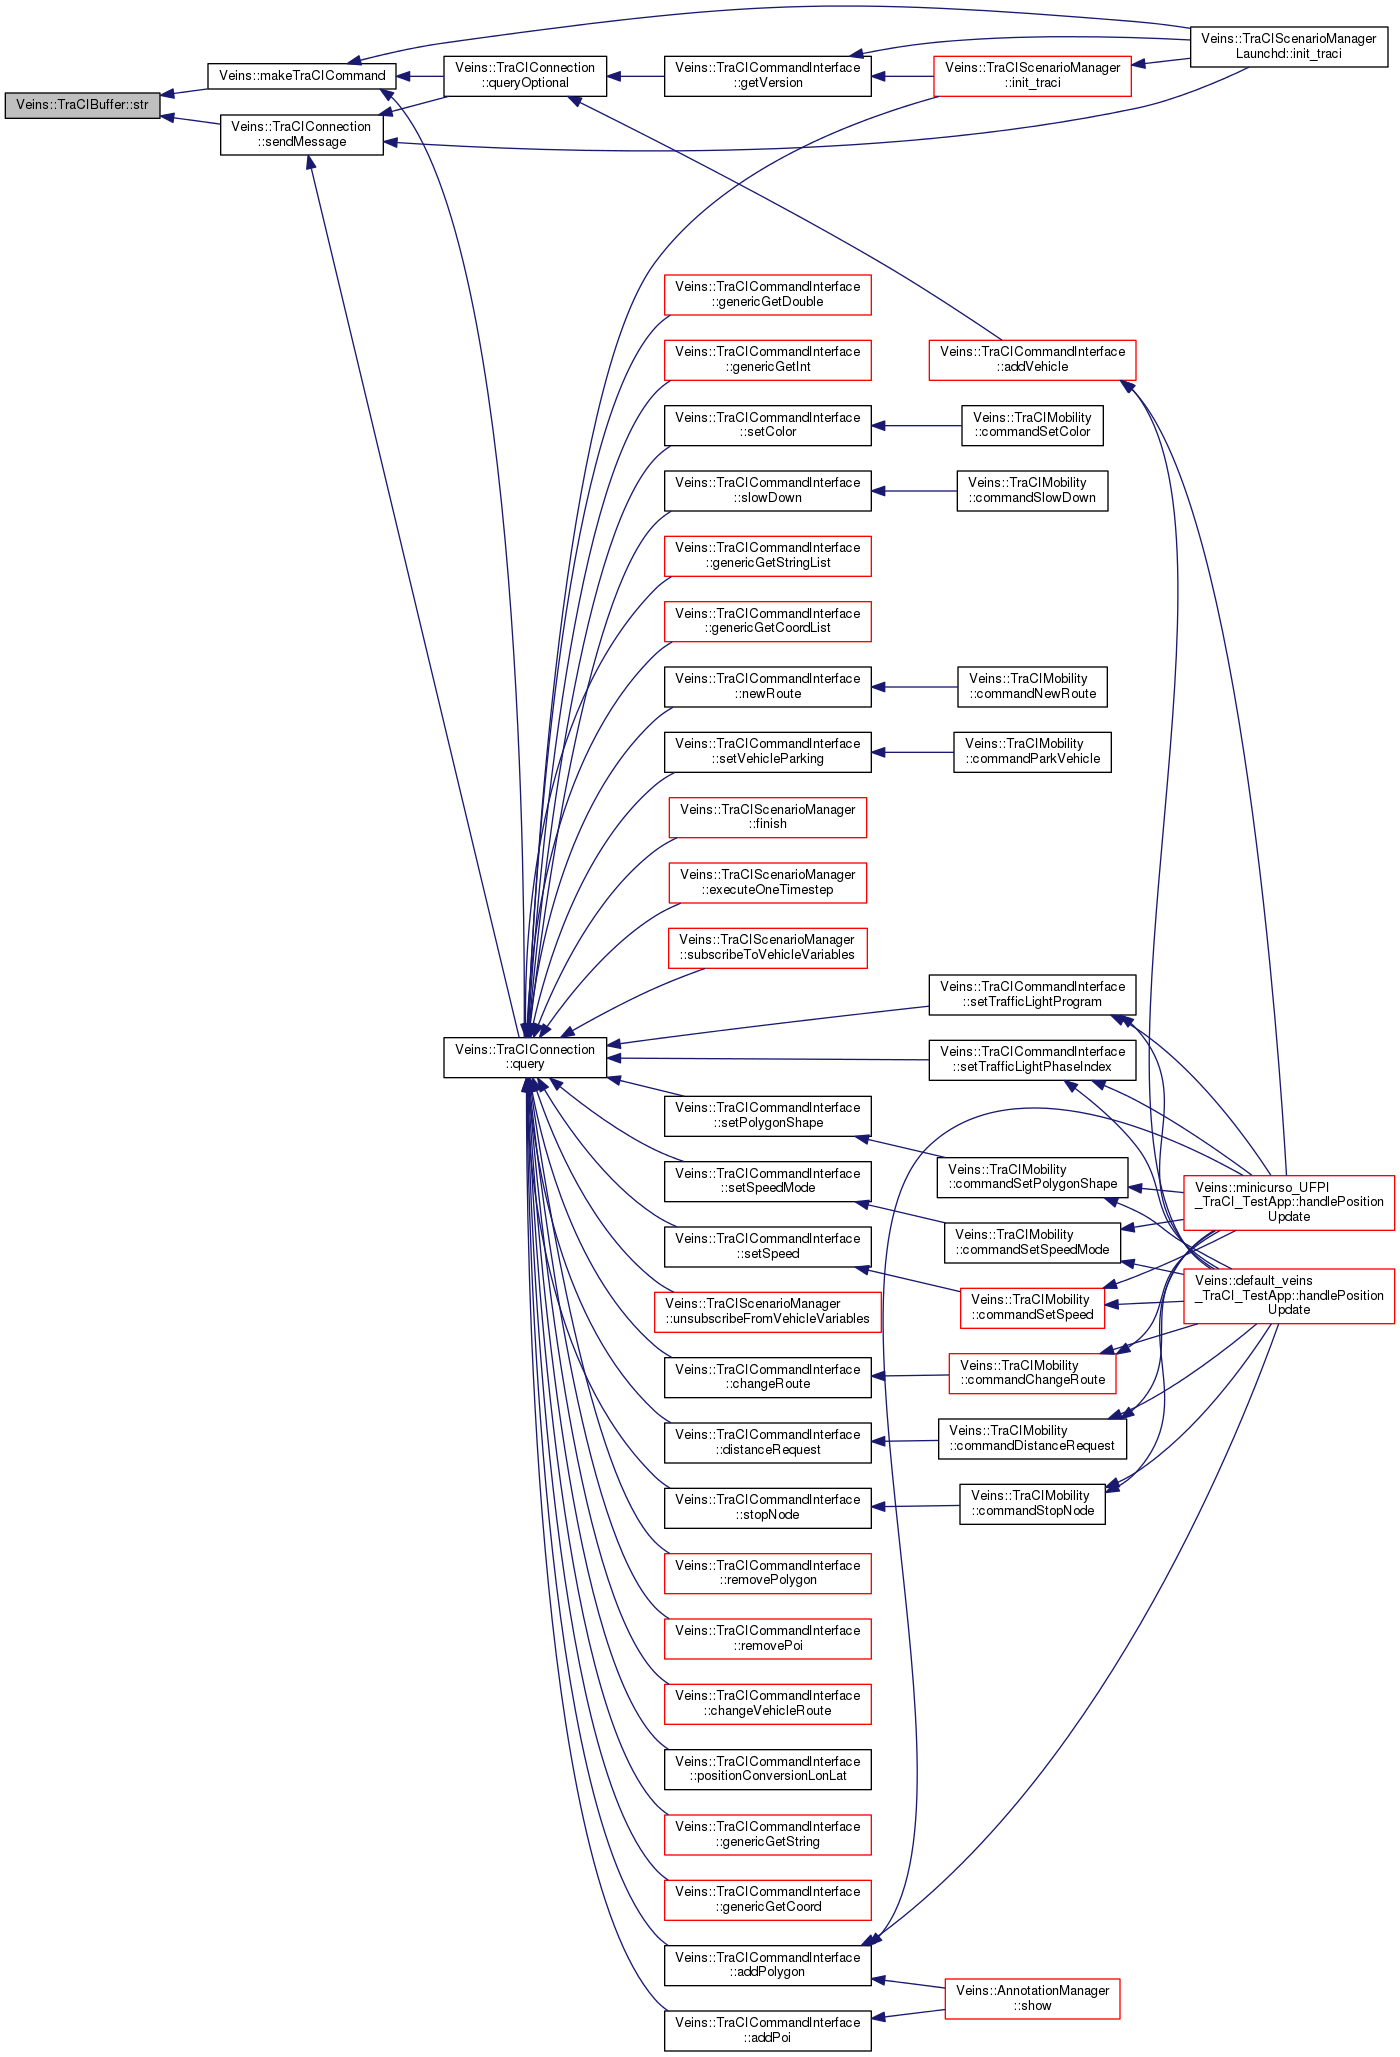 Veins::TraCIBuffer::str
Veins::makeTraCICommand
Veins::TraCIConnection
::sendMessage
Veins::TraCIConnection
::queryOptional
Veins::TraCIConnection
::query
Veins::TraCICommandInterface
::getVersion
Veins::TraCICommandInterface
::genericGetDouble
Veins::TraCICommandInterface
::genericGetInt
Veins::TraCICommandInterface
::setColor
Veins::TraCICommandInterface
::slowDown
Veins::TraCICommandInterface
::genericGetStringList
Veins::TraCICommandInterface
::genericGetCoordList
Veins::TraCICommandInterface
::newRoute
Veins::TraCICommandInterface
::setVehicleParking
Veins::TraCIScenarioManager
::finish
Veins::TraCIScenarioManager
::executeOneTimestep
Veins::TraCIScenarioManager
::subscribeToVehicleVariables
Veins::TraCICommandInterface
::setPolygonShape
Veins::TraCICommandInterface
::setSpeedMode
Veins::TraCICommandInterface
::setSpeed
Veins::TraCIScenarioManager
::unsubscribeFromVehicleVariables
Veins::TraCICommandInterface
::changeRoute
Veins::TraCICommandInterface
::distanceRequest
Veins::TraCICommandInterface
::stopNode
Veins::TraCICommandInterface
::removePolygon
Veins::TraCICommandInterface
::removePoi
Veins::TraCICommandInterface
::changeVehicleRoute
Veins::TraCICommandInterface
::positionConversionLonLat
Veins::TraCICommandInterface
::genericGetString
Veins::TraCICommandInterface
::genericGetCoord
Veins::TraCICommandInterface
::addPolygon
Veins::TraCICommandInterface
::addPoi
Veins::TraCIScenarioManager
::init_traci
Veins::TraCICommandInterface
::addVehicle
Veins::TraCIMobility
::commandSetColor
Veins::TraCIMobility
::commandSlowDown
Veins::TraCIMobility
::commandNewRoute
Veins::TraCIMobility
::commandParkVehicle
Veins::TraCICommandInterface
::setTrafficLightProgram
Veins::TraCICommandInterface
::setTrafficLightPhaseIndex
Veins::TraCIMobility
::commandSetPolygonShape
Veins::TraCIMobility
::commandSetSpeedMode
Veins::TraCIMobility
::commandSetSpeed
Veins::TraCIMobility
::commandChangeRoute
Veins::TraCIMobility
::commandDistanceRequest
Veins::TraCIMobility
::commandStopNode
Veins::AnnotationManager
::show
Veins::TraCIScenarioManager
Launchd::init_traci
Veins::minicurso_UFPI
_TraCI_TestApp::handlePosition
Update
Veins::default_veins
_TraCI_TestApp::handlePosition
Update